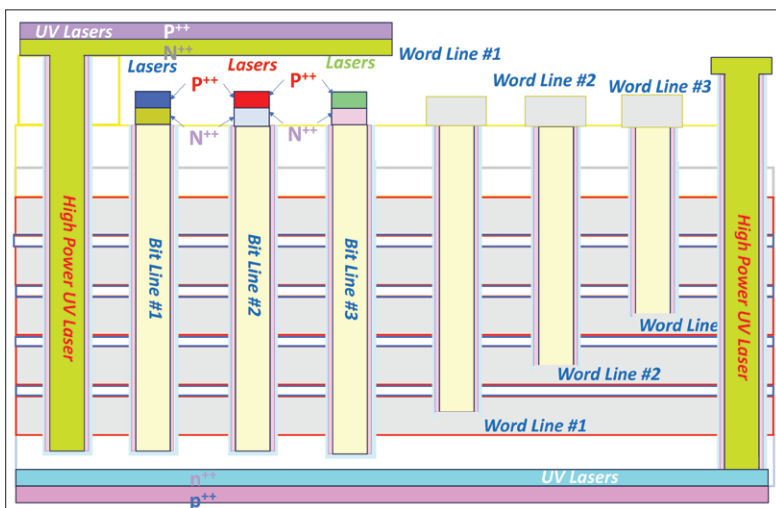 UV Lasers P++
N++
Word Line #1
Lasers Lasers Lasers
P++ P++
N++ N++
Word Line #2
Word Line #3
High Power UV Laser
Bit Line #1
Bit Line #2
Bit Line #3
High Power UV Laser
Word Line
Word Line #2
Word Line #1
n++ UV Lasers
p++